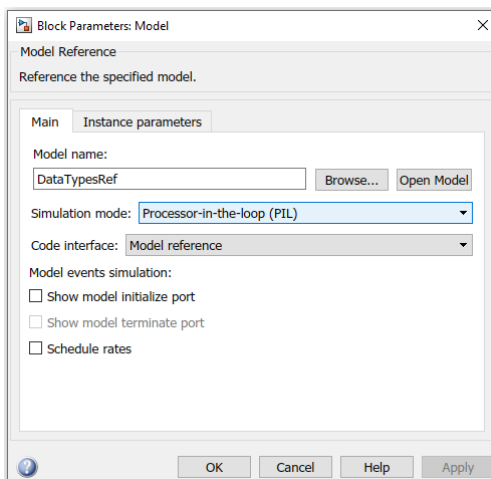 Block Parameters: Model
Model Reference
Reference the specified model.
Main Instance parameters
Model name:
DataTypesRef Browse... Open Model
Simulation mode: Processor-in-the-loop (PIL)
Code interface: Model reference
Model events simulation:
Show model initialize port
Show model terminate port
Schedule rates
? OK Cancel Help Apply